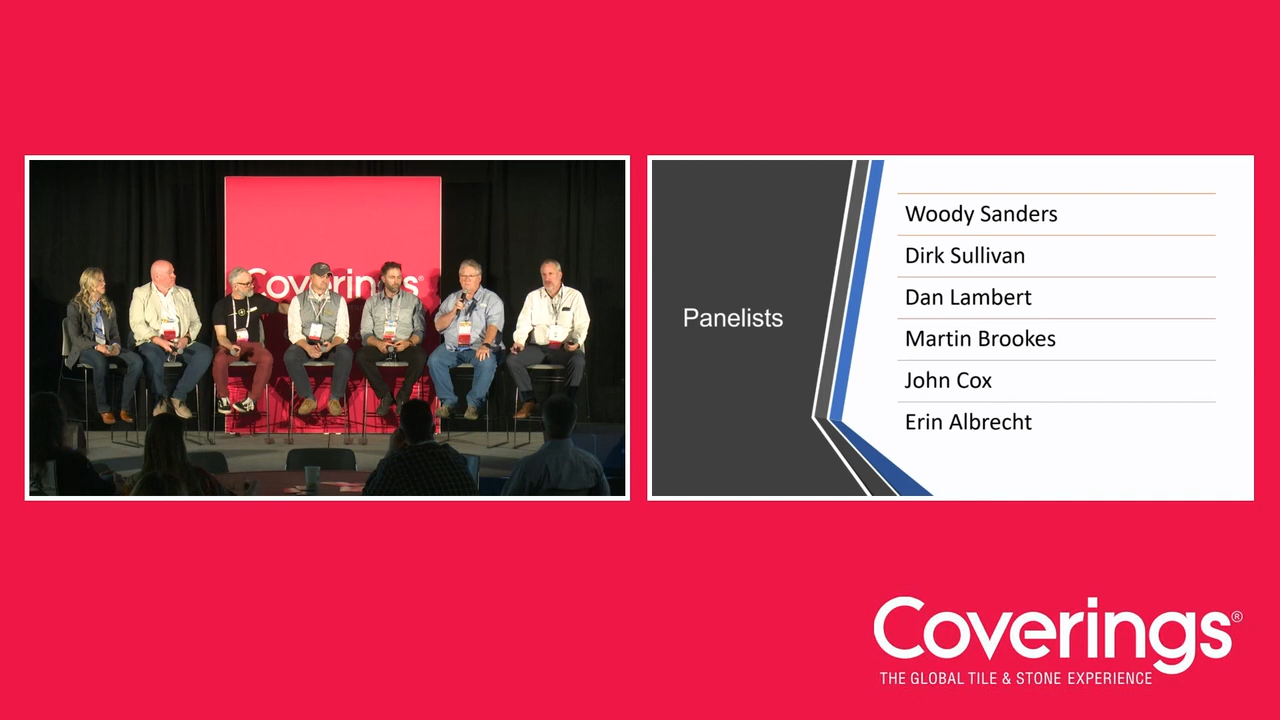 Coverings®
Panelists
Woody Sanders
Dirk Sullivan
Dan Lambert
Martin Brookes
John Cox
Erin Albrecht
Coverings®
THE GLOBAL TILE & STONE EXPERIENCE